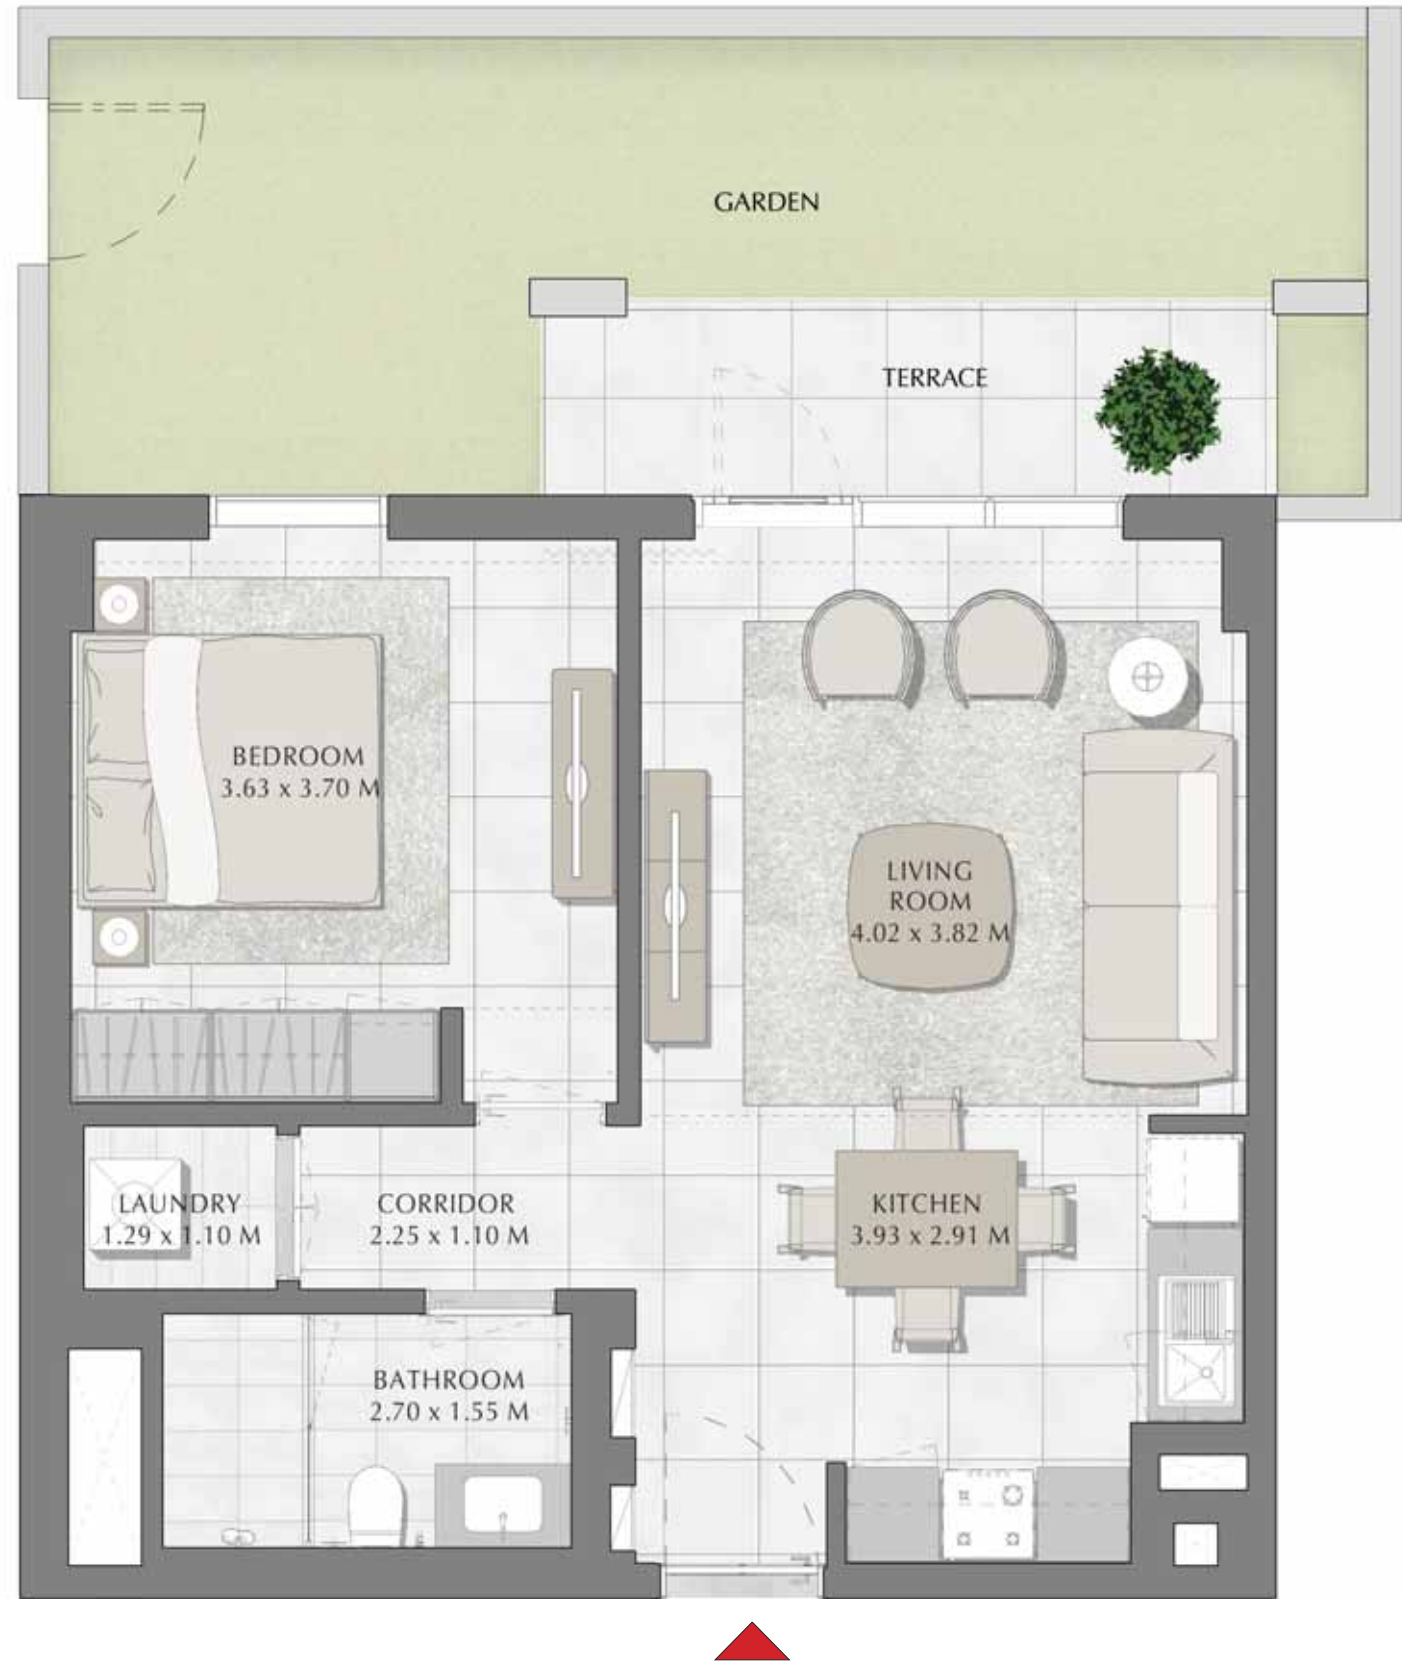 GARDEN
TERRACE
BEDROOM
3.63 x 3.70 M
LIVING
ROOM
4.02 x 3.82 M
LAUNDRY
1.29 x 1.10 M
CORRIDOR
2.25 x 1.10 M
KITCHEN
3.93 x 2.91 M
BATHROOM
2.70 x 1.55 M